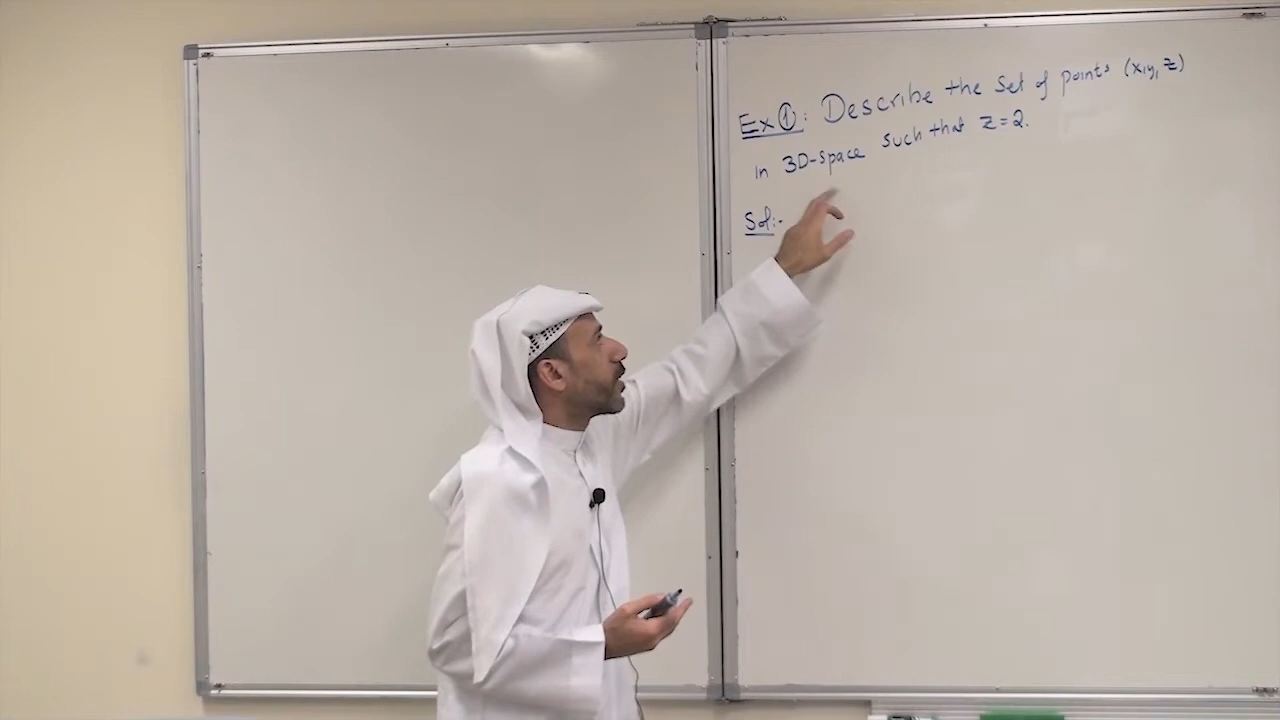 Ex①: Describe the set of points (x,y,z)
in 3D-space such that z=2.
Sol:-